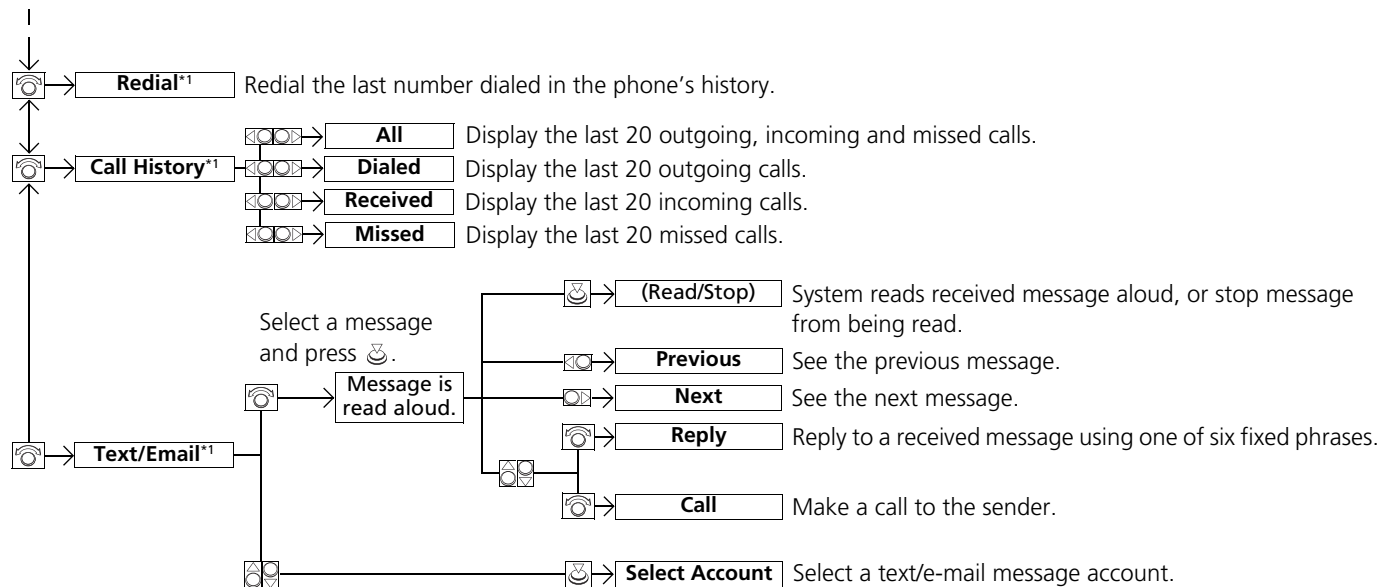 Redial*1 Redial the last number dialed in the phone's history.
All Display the last 20 outgoing, incoming and missed calls.
Call History*1 Dialed Display the last 20 outgoing calls.
Received Display the last 20 incoming calls.
Missed Display the last 20 missed calls.
(Read/Stop) System reads received message aloud, or stop message
from being read.
Select a message
and press .
Message is
read aloud.
Previous See the previous message.
Next See the next message.
Reply Reply to a received message using one of six fixed phrases.
Text/Email*1
Call Make a call to the sender.
Select Account Select a text/e-mail message account.